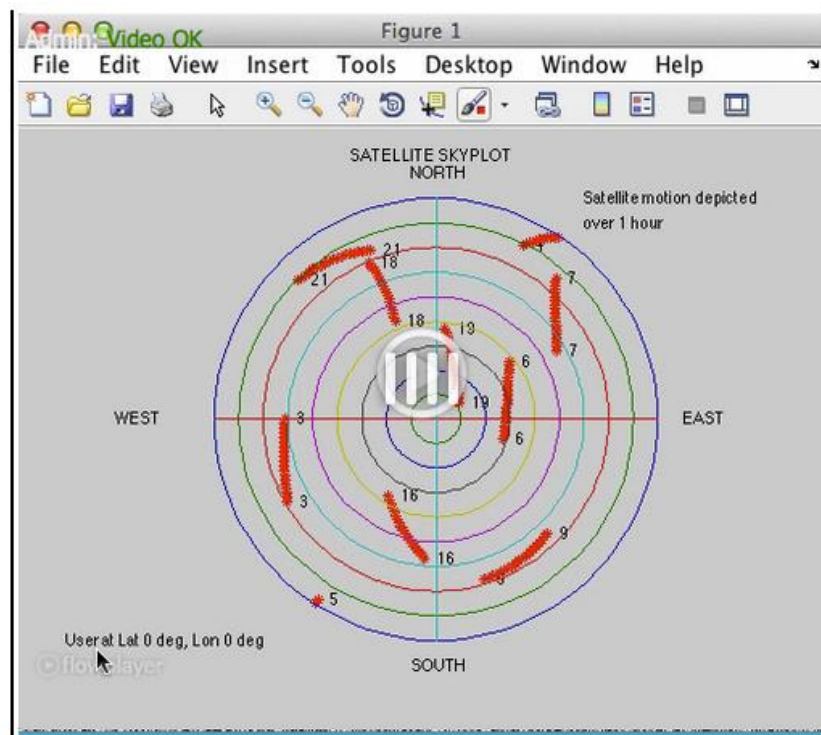 Figure 1
Admin: Video OK
File Edit View Insert Tools Desktop Window Help
SATELLITE SKYPLOT
NORTH
Satellite motion depicted
over 1 hour
21
18
21
7
18
19
7
6
WEST
3
19
EAST
6
16
3
9
16
5
User at Lat 0 deg, Lon 0 deg
flowplayer
SOUTH